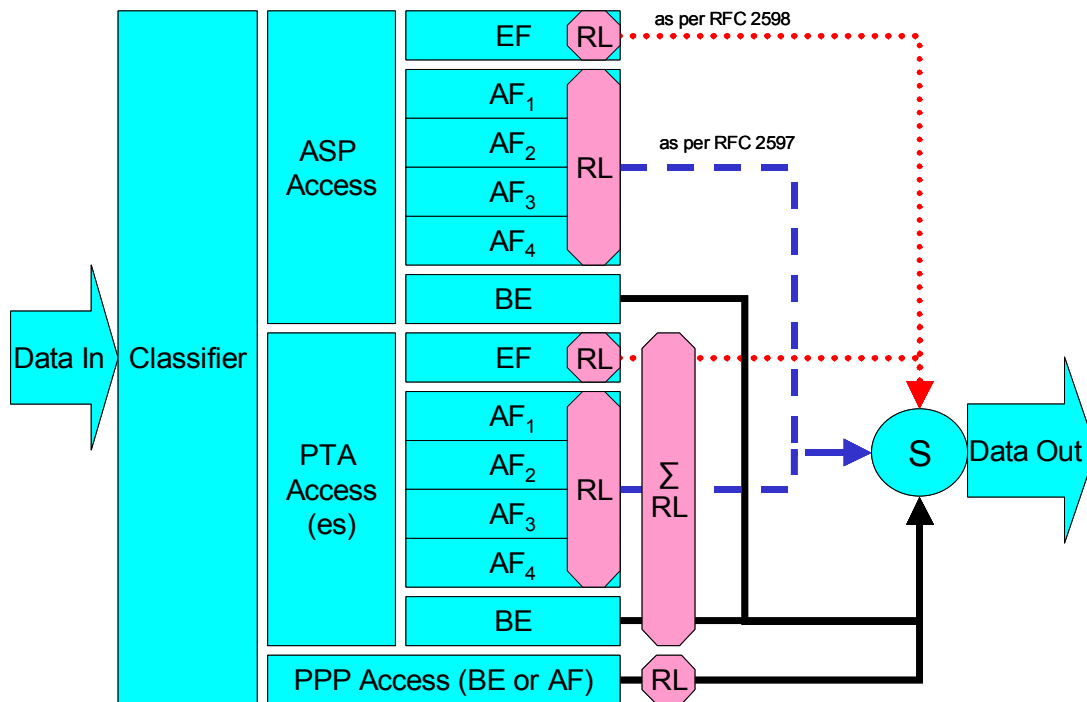 EF
RL
as per RFC 2598
AF1
AF2
AF3
AF4
RL
as per RFC 2597
ASP
Access
BE
Data In
Classifier
EF
RL
PTA
Access
(es)
AF1
AF2
AF3
AF4
RL
Σ
RL
BE
S
Data Out
PPP Access (BE or AF)
RL